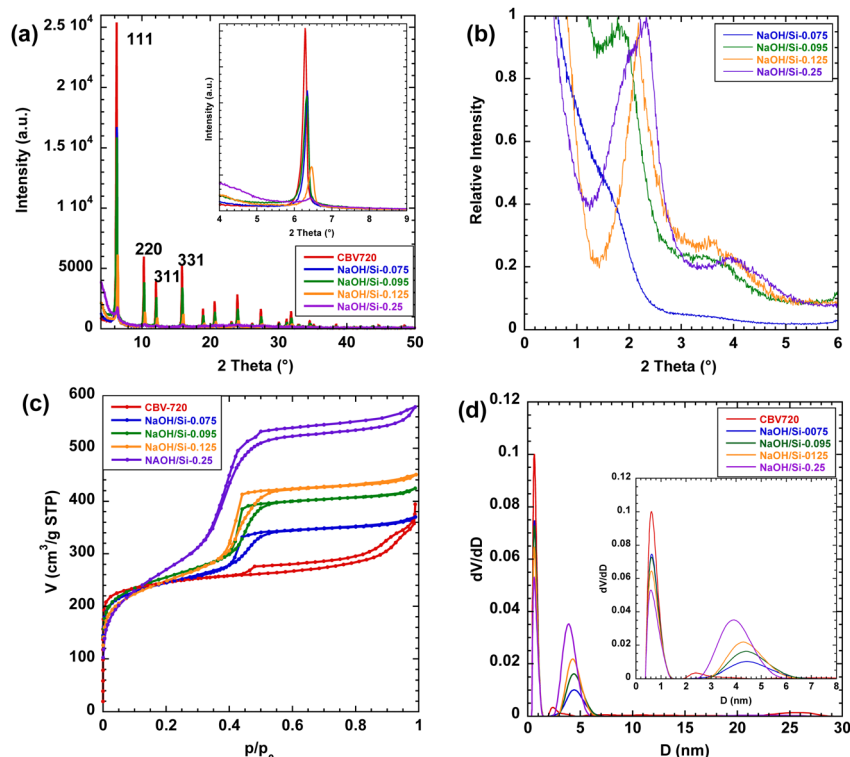 (a)
111
220
311
331
Intensity (a.u.)
2.5 10⁴
2 10⁴
1.5 10⁴
1 10⁴
5000
0
0 10 20 30 40 50
2 Theta (°)
Intensity (a.u.)
4 5 6 7 8 9
2 Theta (°)
CBV720
NaOH/Si-0.075
NaOH/Si-0.095
NaOH/Si-0.125
NaOH/Si-0.25
(b)
Relative Intensity
1
0.8
0.6
0.4
0.2
0
0 1 2 3 4 5 6
2 Theta (°)
NaOH/Si-0.075
NaOH/Si-0.095
NaOH/Si-0.125
NaOH/Si-0.25
(c)
V (cm³/g STP)
600
500
400
300
200
100
0
0 0.2 0.4 0.6 0.8 1
p/pₒ
CBV-720
NaOH/Si-0.075
NaOH/Si-0.095
NaOH/Si-0.125
NAOH/Si-0.25
(d)
dV/dD
0.12
0.1
0.08
0.06
0.04
0.02
0
0 5 10 15 20 25 30
D (nm)
CBV720
NaOH/Si-0075
NaOH/Si-0.095
NaOH/Si-0125
NaOH/Si-0.25
dV/dD
0.12
0.1
0.08
0.06
0.04
0.02
0
0 1 2 3 4 5 6 7 8
D (nm)